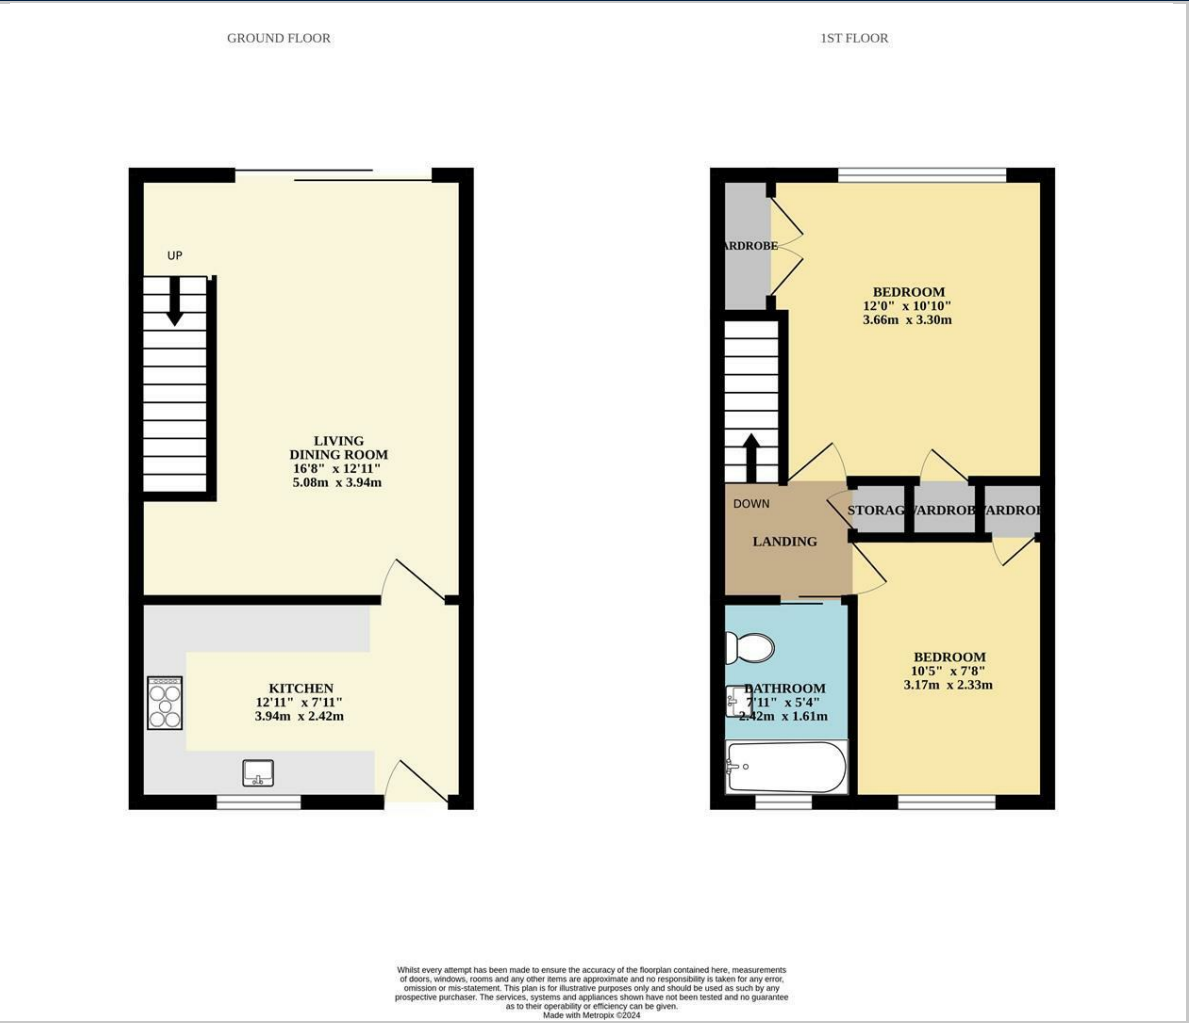 GROUND FLOOR
1ST FLOOR
UP
LIVING
DINING ROOM
16'8" x 12'11"
5.08m x 3.94m
KITCHEN
12'11" x 7'11"
3.94m x 2.42m
ARDROBE
BEDROOM
12'0" x 10'10"
3.66m x 3.30m
DOWN
STORAG
ARDROB
ARDROI
LANDING
BEDROOM
10'5" x 7'8"
3.17m x 2.33m
BATHROOM
7'11" x 5'4"
2.42m x 1.61m
Whilst every attempt has been made to ensure the accuracy of the floorplan contained here, measurements
of doors, windows, rooms and any other items are approximate and no responsibility is taken for any error,
omission or mis-statement. This plan is for illustrative purposes only and should be used as such by any
prospective purchaser. The services, systems and appliances shown have not been tested and no guarantee
as to their operability or efficiency can be given.
Made with Metropix ©2024